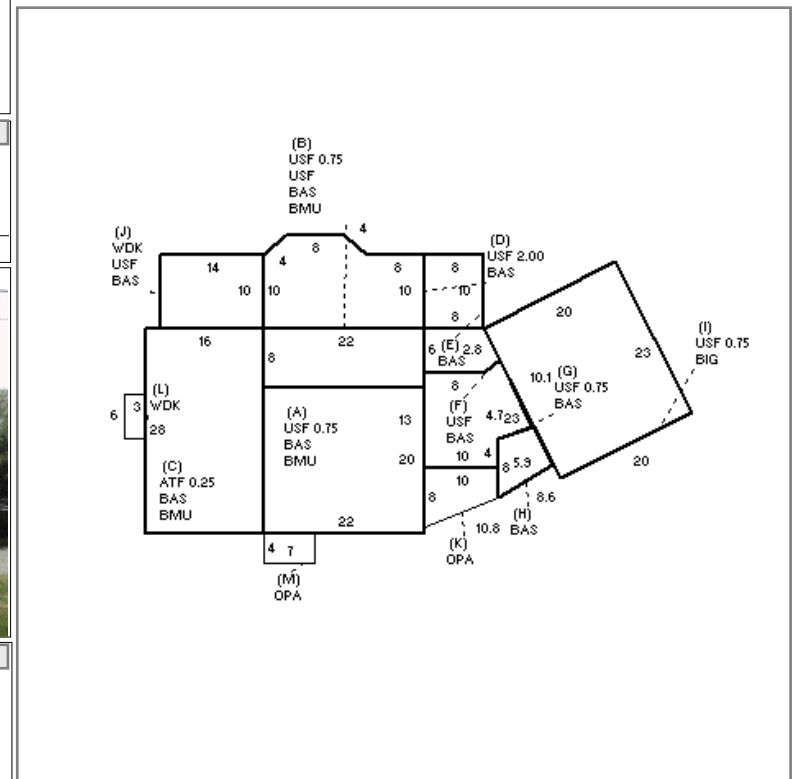 (B)
USF 0.75
USF
BAS
BMU
4
8
(J)
WDK
USF
BAS
14
4
8
8
(D)
USF 2.00
BAS
10
10
10
10
8
20
16
22
6
(E)
BAS
2.8
8
23
(I)
USF 0.75
BIG
8
10.1
(G)
USF 0.75
BAS
6
3
(L)
WDK
28
(A)
USF 0.75
BAS
BMU
13
(F)
USF
BAS
4.7
23
20
10
4
8
5.9
20
(C)
ATF 0.25
BAS
BMU
10
8
8.6
22
10.8
(H)
BAS
(K)
OPA
4
7
(M)
OPA